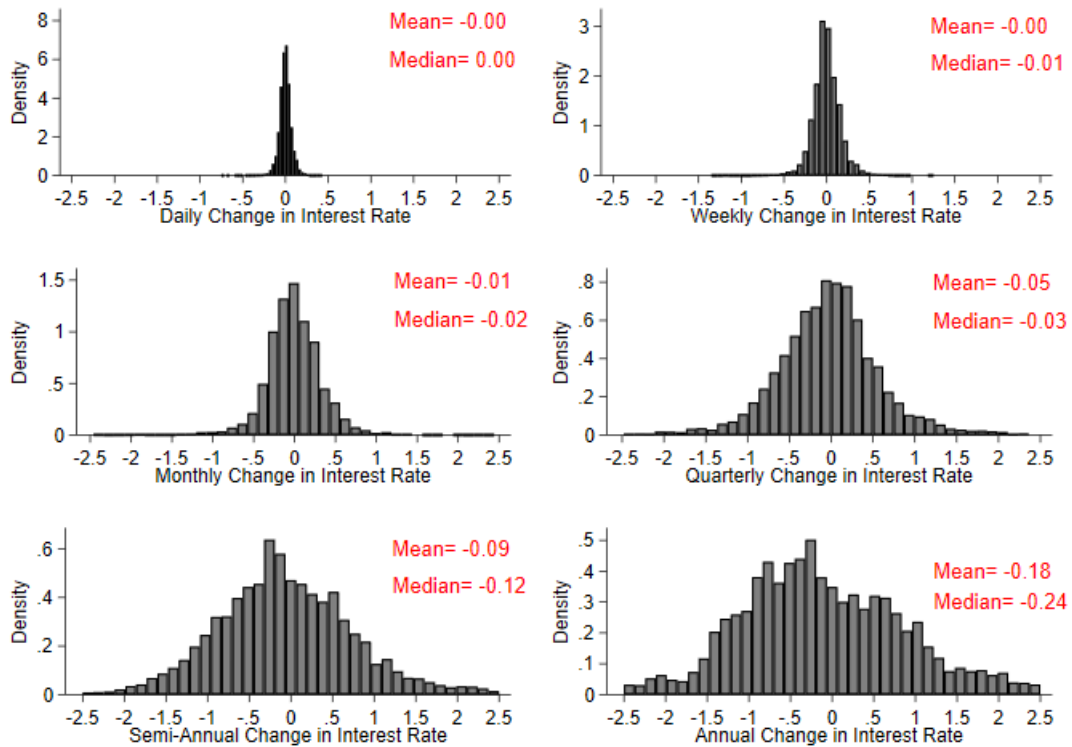 Mean= -0.00
Median= 0.00
Density
8
6
4
2
0
-2.5 -2 -1.5 -1 -.5 0 .5 1 1.5 2 2.5
Daily Change in Interest Rate
Mean= -0.00
Median= -0.01
Density
3
2
1
0
-2.5 -2 -1.5 -1 -.5 0 .5 1 1.5 2 2.5
Weekly Change in Interest Rate
Mean= -0.01
Median= -0.02
Density
1.5
1
.5
0
-2.5 -2 -1.5 -1 -.5 0 .5 1 1.5 2 2.5
Monthly Change in Interest Rate
Mean= -0.05
Median= -0.03
Density
.8
.6
.4
.2
0
-2.5 -2 -1.5 -1 -.5 0 .5 1 1.5 2 2.5
Quarterly Change in Interest Rate
Mean= -0.09
Median= -0.12
Density
.6
.4
.2
0
-2.5 -2 -1.5 -1 -.5 0 .5 1 1.5 2 2.5
Semi-Annual Change in Interest Rate
Mean= -0.18
Median= -0.24
Density
.5
.4
.3
.2
.1
0
-2.5 -2 -1.5 -1 -.5 0 .5 1 1.5 2 2.5
Annual Change in Interest Rate